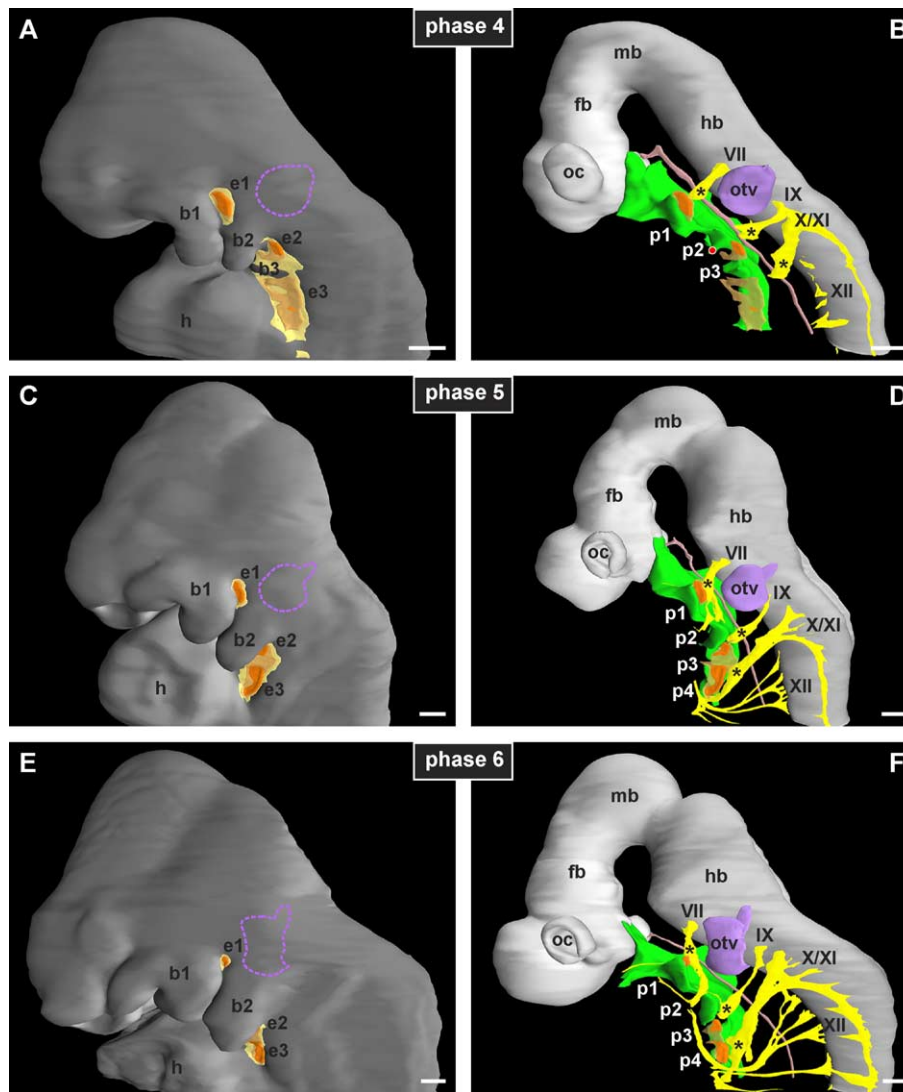 A
phase 4
B
mb
fb
hb
VII
oc
otv
IX
X/XI
e1
b1
b2
e2
b3
e3
h
*
*
*
p1
p2
p3
XII
C
phase 5
D
mb
fb
hb
oc
VII
otv
IX
X/XI
e1
b1
b2
e2
e3
h
*
*
*
p1
p2
p3
p4
XII
E
phase 6
F
mb
fb
hb
VII
oc
otv
IX
X/XI
e1
b1
b2
e2
e3
h
*
*
*
p1
p2
p3
p4
XII